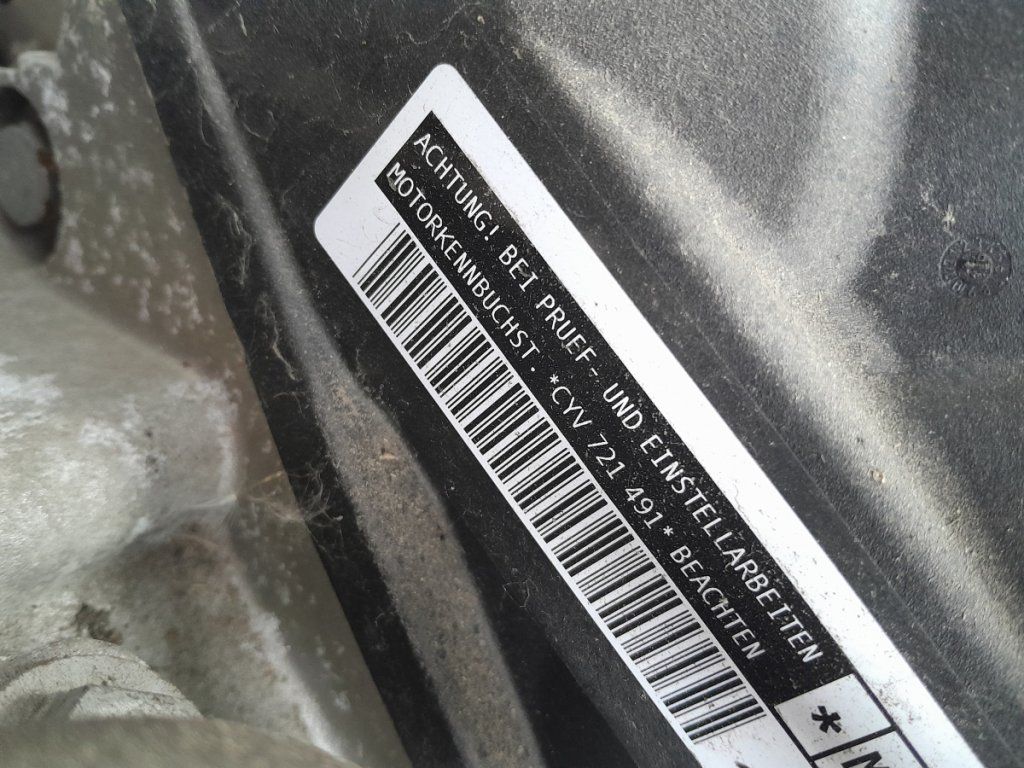 ACHTUNG! BEI PRUEF- UND EINSTELLARBEITEN
MOTORKENNBUCHST. *CYV 721 491* BEACHTEN
*